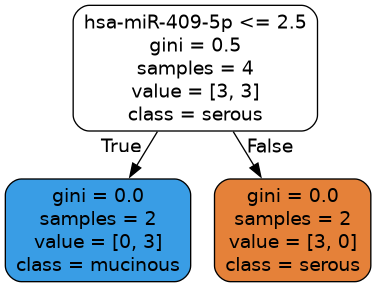 hsa-miR-409-5p <= 2.5
gini = 0.5
samples = 4
value = [3, 3]
class = serous
True
False
gini = 0.0
samples = 2
value = [0, 3]
class = mucinous
gini = 0.0
samples = 2
value = [3, 0]
class = serous